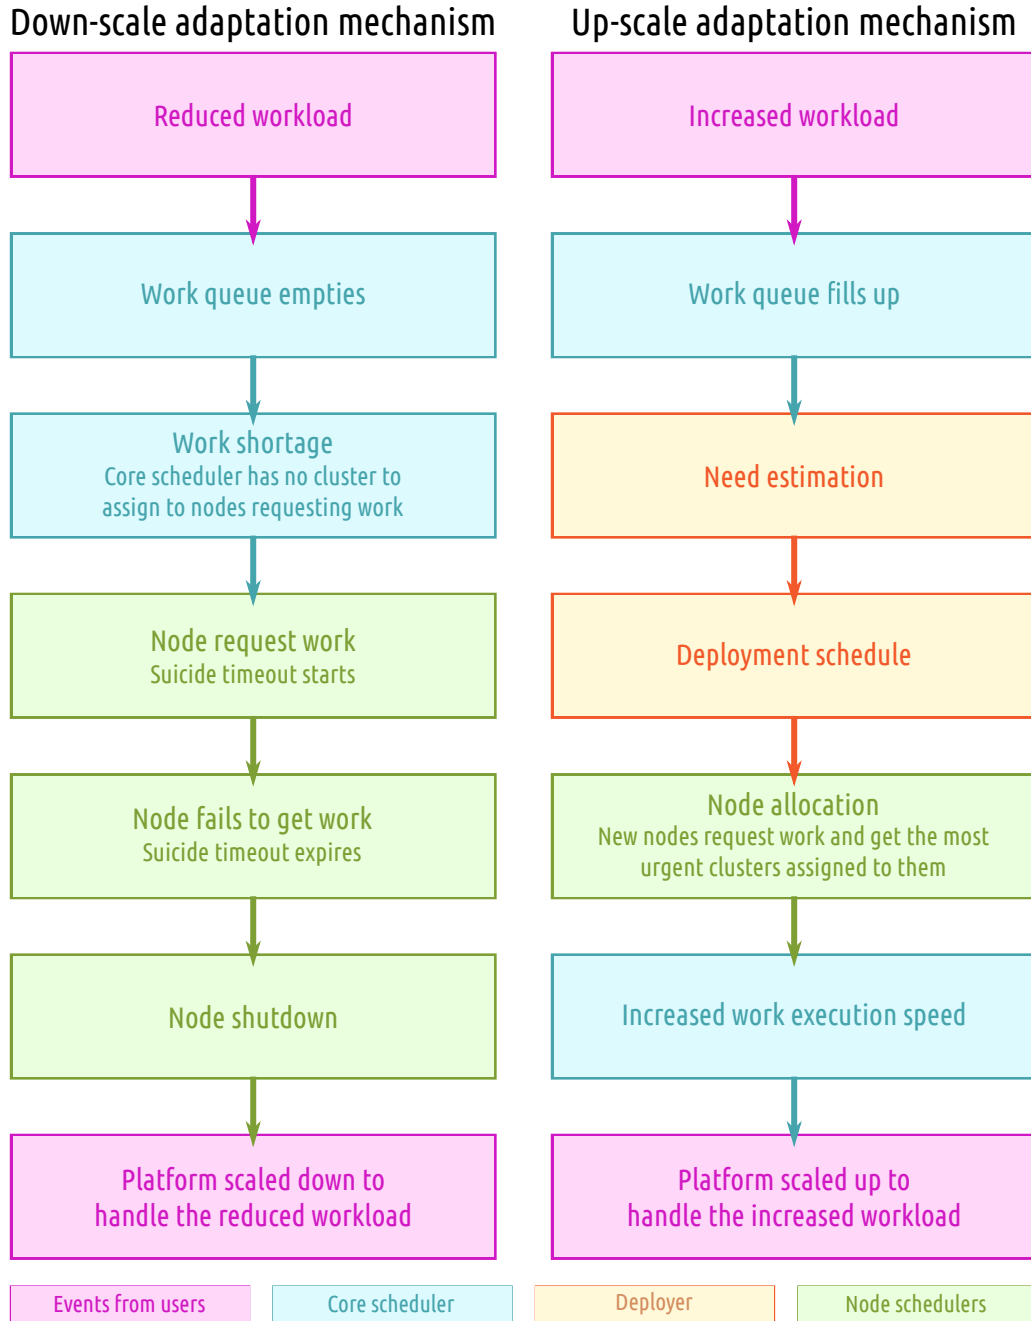 Down-scale adaptation mechanism
Reduced workload
Work queue empties
Work shortage
Core scheduler has no cluster to
assign to nodes requesting work
Node request work
Suicide timeout starts
Node fails to get work
Suicide timeout expires
Node shutdown
Platform scaled down to
handle the reduced workload
Up-scale adaptation mechanism
Increased workload
Work queue fills up
Need estimation
Deployment schedule
Node allocation
New nodes request work and get the most
urgent clusters assigned to them
Increased work execution speed
Platform scaled up to
handle the increased workload
Events from users
Core scheduler
Deployer
Node schedulers